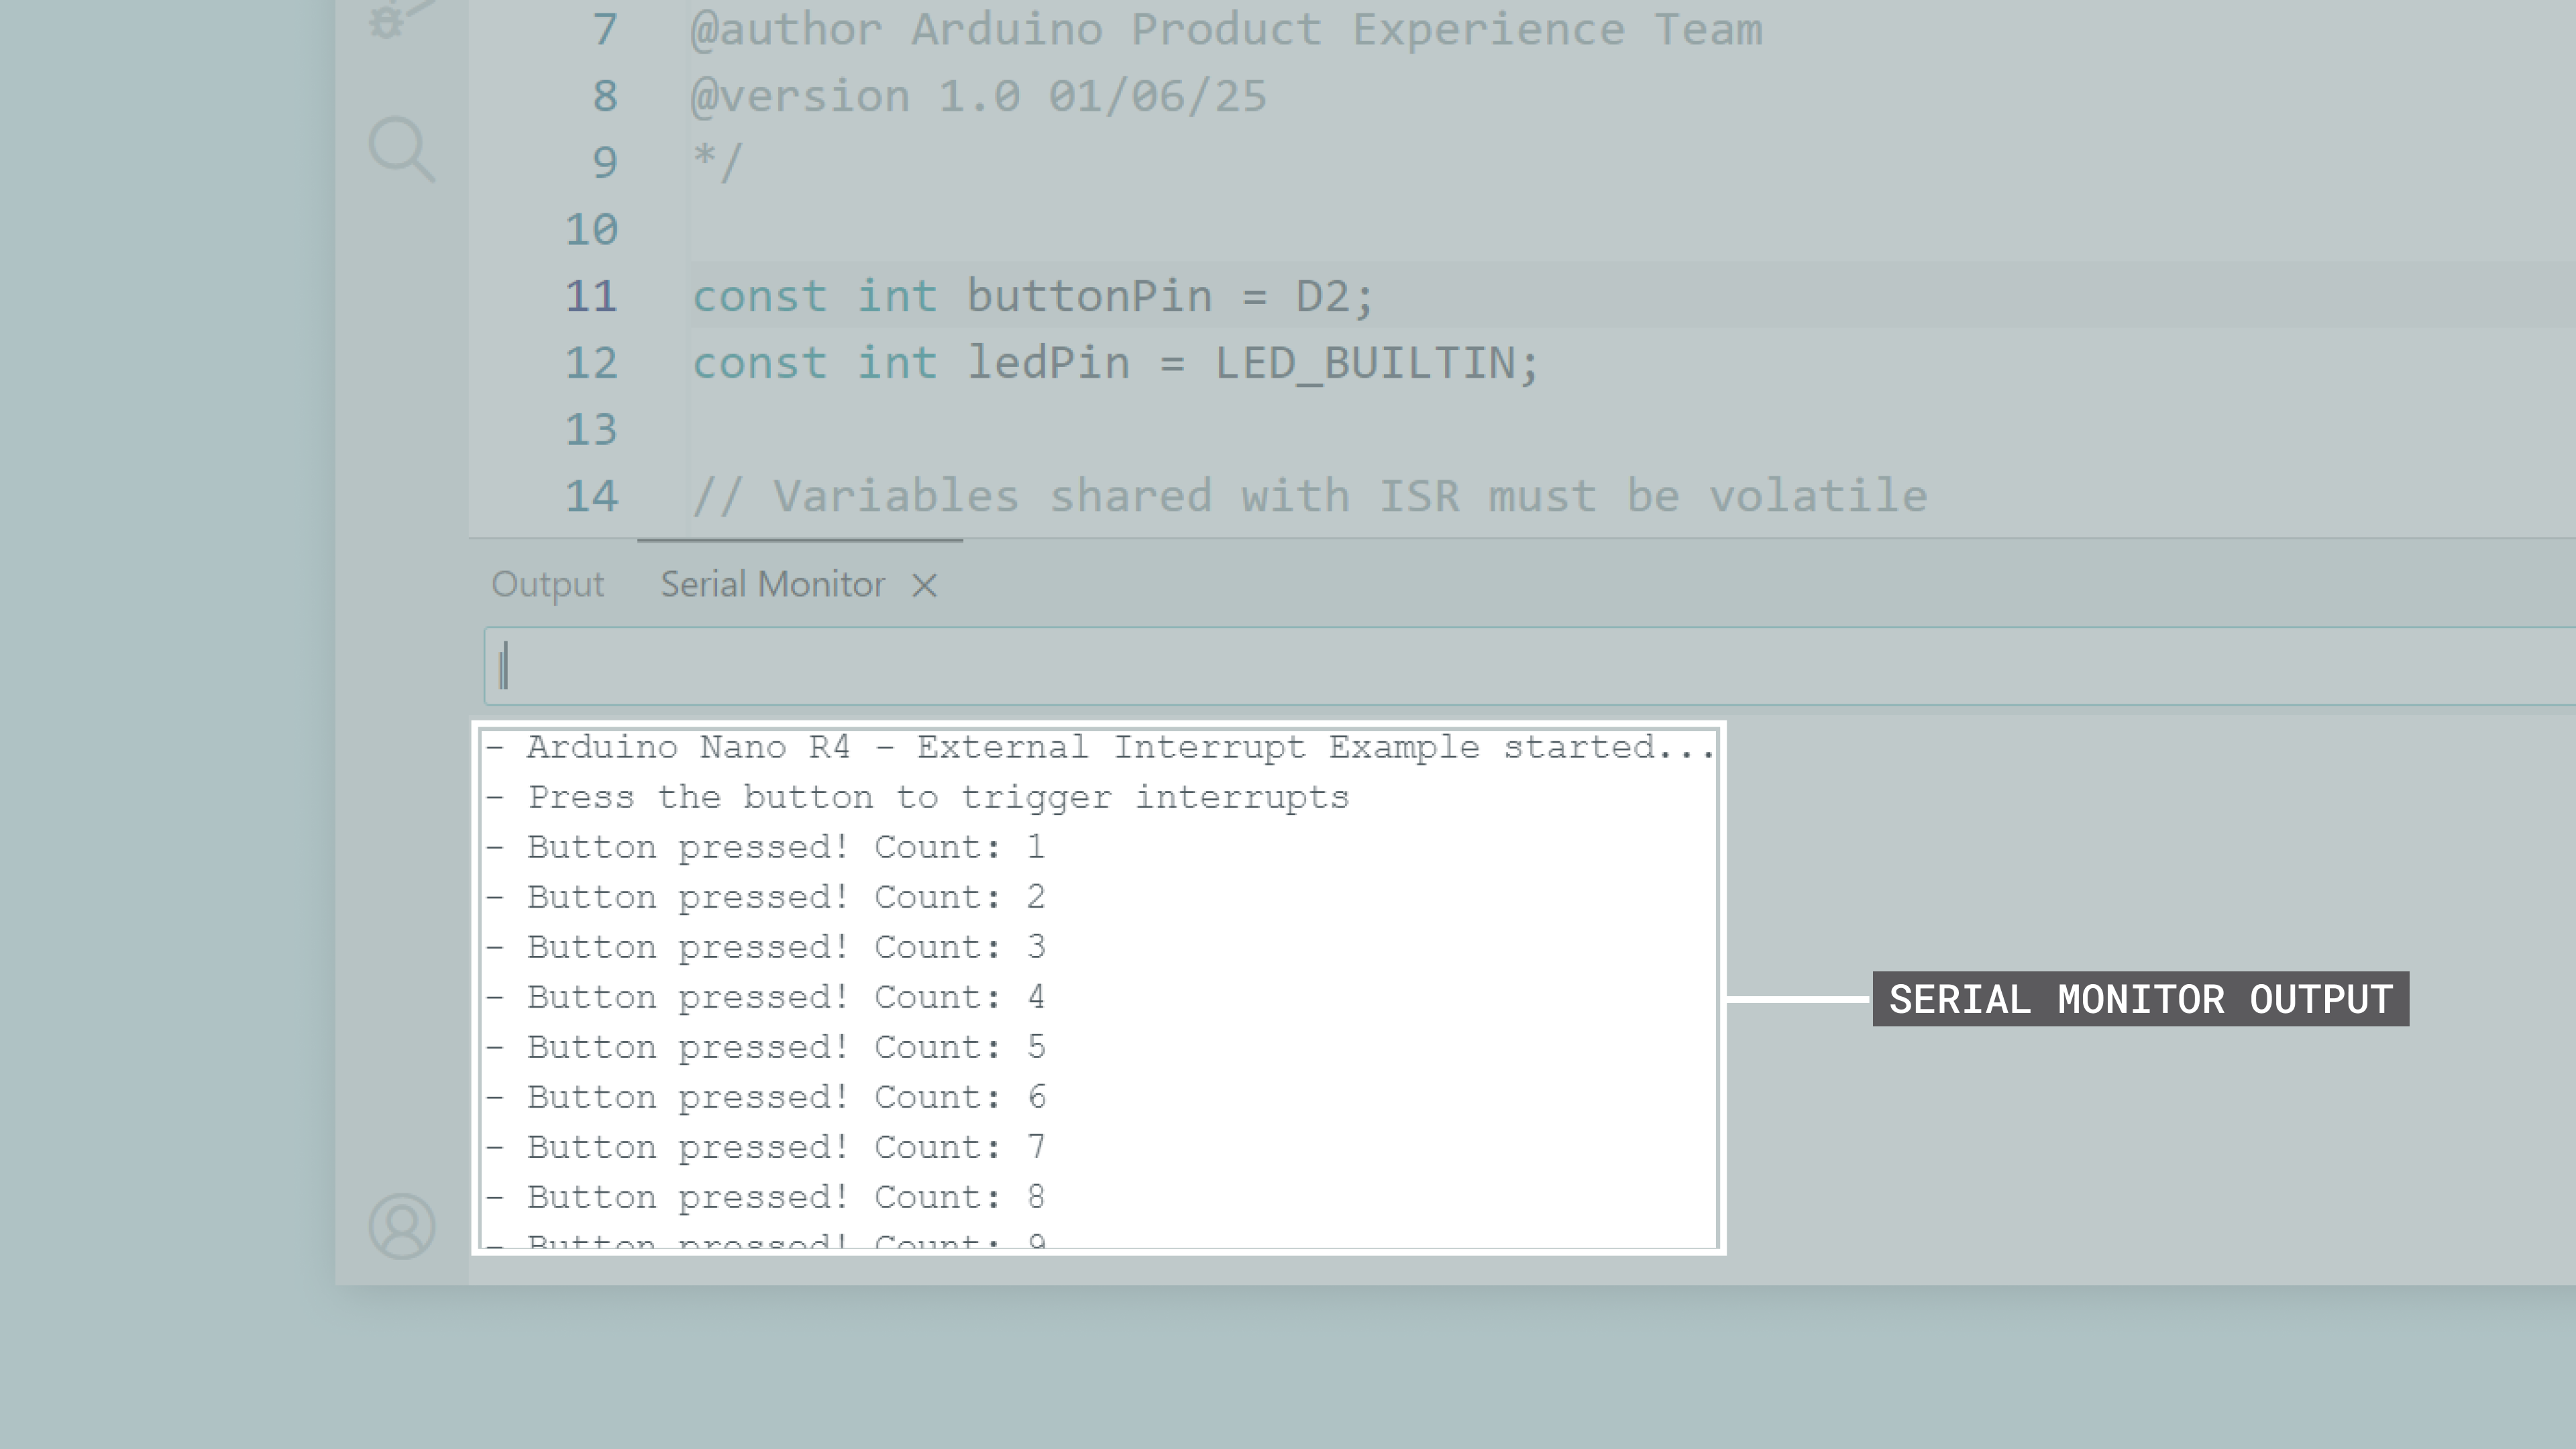 7 @author Arduino Product Experience Team
8 @version 1.0 01/06/25
9 */
10
11 const int buttonPin = D2;
12 const int ledPin = LED_BUILTIN;
13
14 // Variables shared with ISR must be volatile
Output Serial Monitor
- Arduino Nano R4 - External Interrupt Example started...
- Press the button to trigger interrupts
- Button pressed! Count: 1
- Button pressed! Count: 2
- Button pressed! Count: 3
- Button pressed! Count: 4
- Button pressed! Count: 5
- Button pressed! Count: 6
- Button pressed! Count: 7
- Button pressed! Count: 8
- Button pressed! Count: 9
SERIAL MONITOR OUTPUT